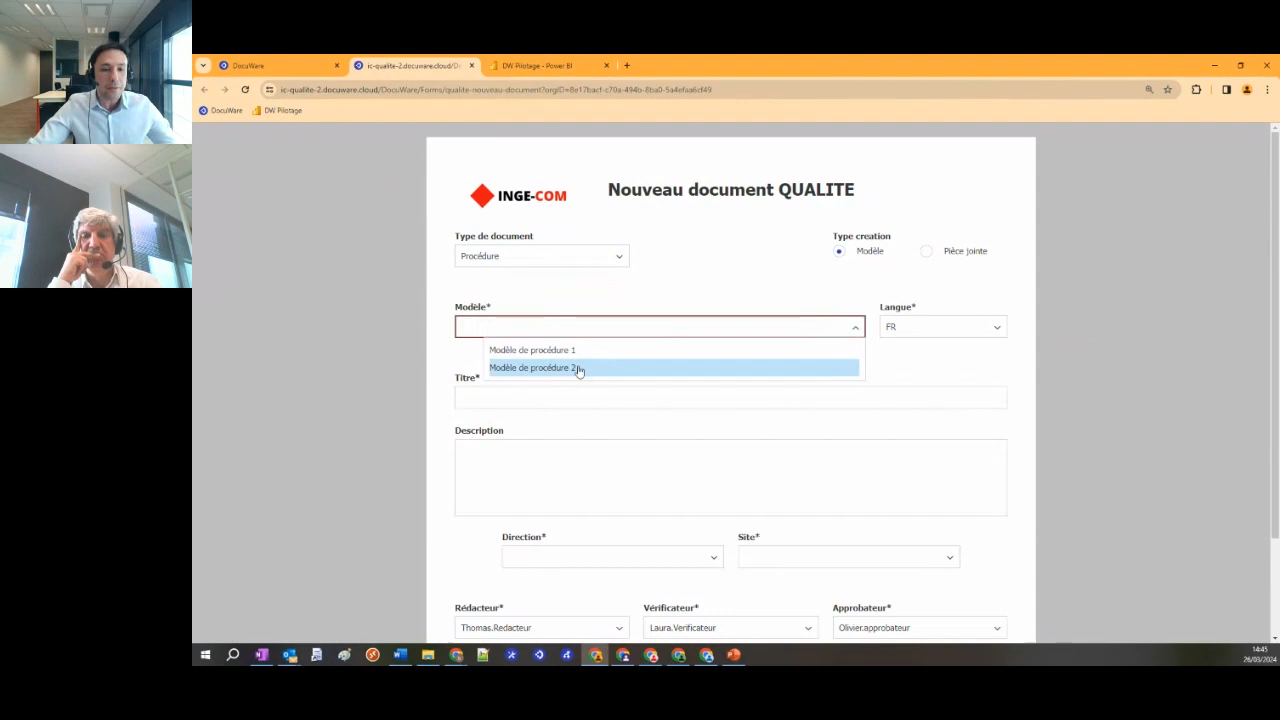 DocuWare
ic-qualite-2.docuware.cloud/D
DW Pilotage - Power BI
ic-qualite-2.docuware.cloud/DocuWare/Forms/qualite-nouveau-document?orgID=8e17bacf-c70a-494b-8ba0-5a4efaa6cf49
DocuWare
DW Pilotage
INGE-COM
Nouveau document QUALITE
Type de document
Type creation
Procédure
Modèle
Pièce jointe
Modèle*
Langue*
FR
Modèle de procédure 1
Modèle de procédure 2
Titre*
Description
Direction*
Site*
Rédacteur*
Vérificateur*
Approbateur*
Thomas.Redacteur
Laura.Verificateur
Olivier.approbateur
14:45
26/03/2024